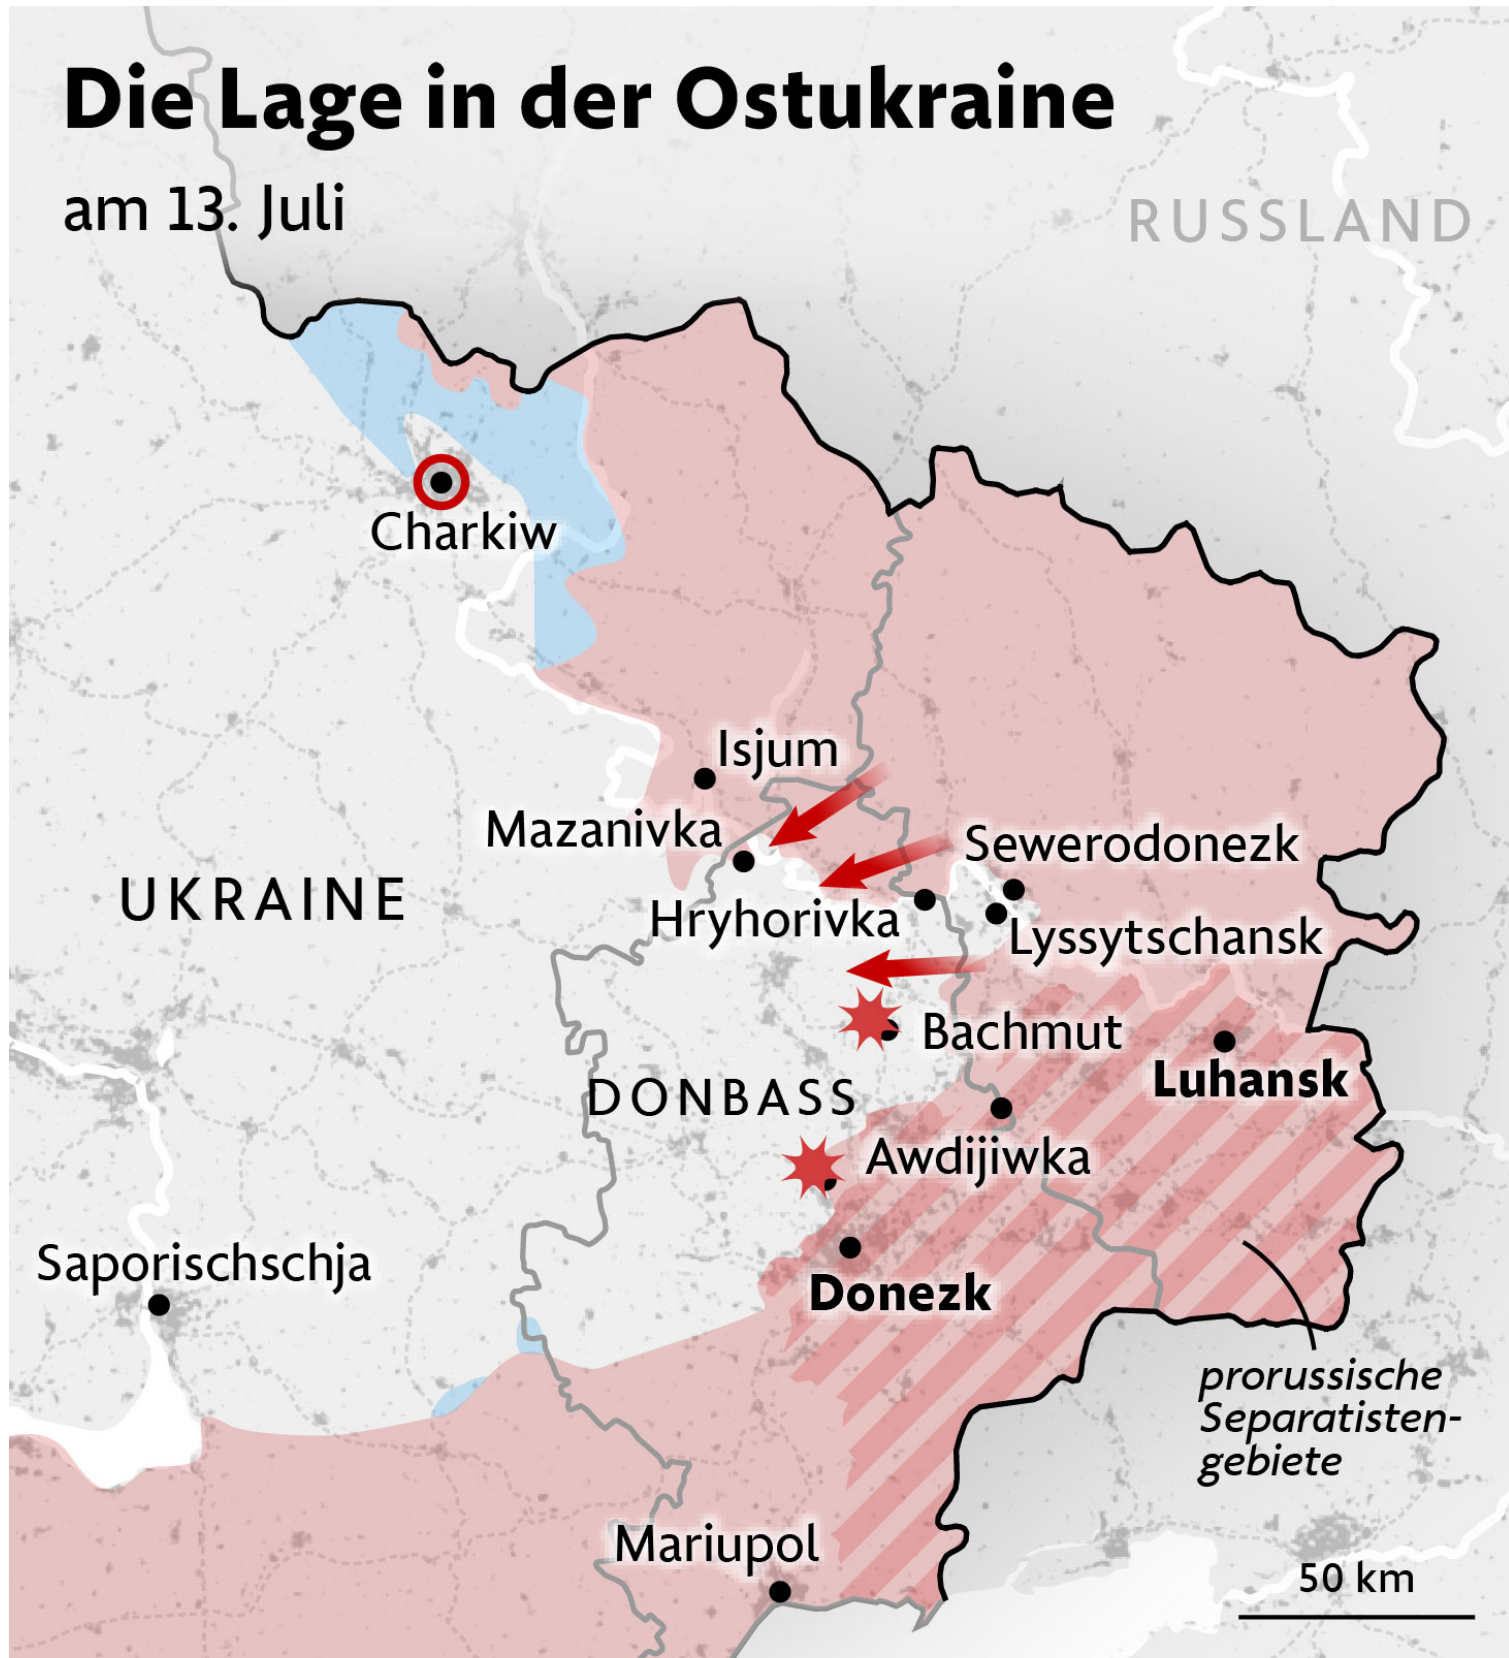 Die Lage in der Ostukraine
am 13. Juli
RUSSLAND
Charkiw
Isjum
Mazanivka
Sewerodonezk
UKRAINE
Hryhorivka
Lyssytschansk
Bachmut
Luhansk
DONBASS
Awdijiwka
Saporischschja
Donezk
prorussische
Separatisten-
gebiete
Mariupol
50 km